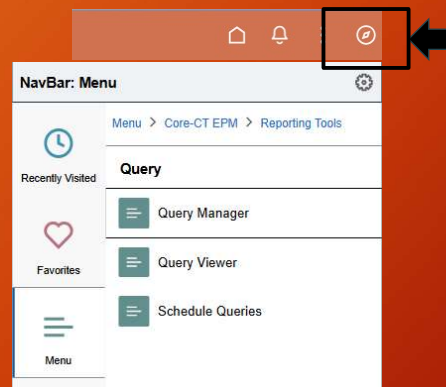 NavBar: Menu
Menu > Core-CT EPM > Reporting Tools
Recently Visited
Query
Query Manager
Favorites
Query Viewer
Schedule Queries
Menu